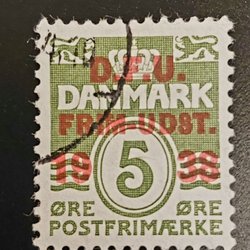 D.F.U.
DANMARK
FRIM-UDST.
19 5 38
ØRE ØRE
POSTFRIMÆRKE